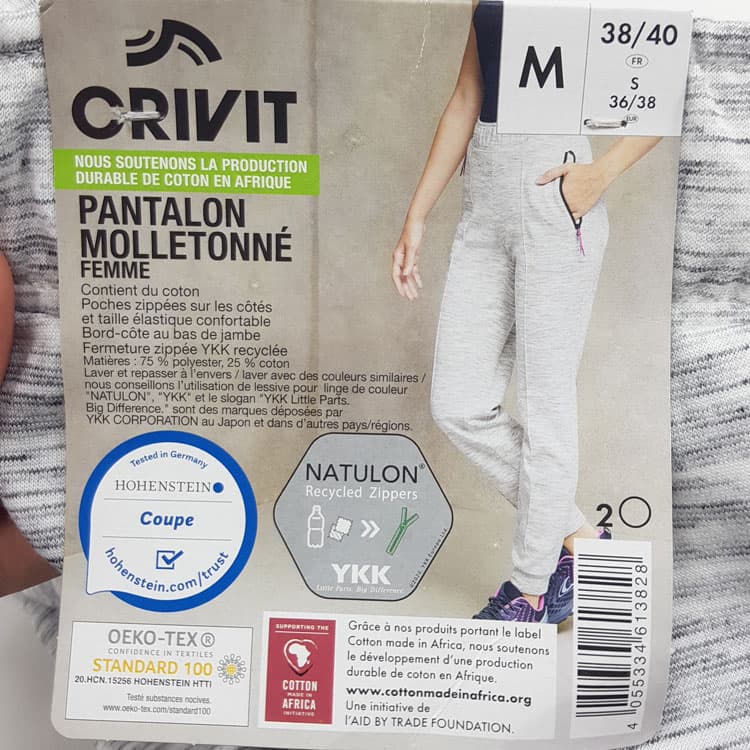 CRIVIT
M
38/40
FR
S
36/38
EUR
NOUS SOUTENONS LA PRODUCTION
DURABLE DE COTON EN AFRIQUE
PANTALON
MOLLETONNÉ
FEMME
Contient du coton
Poches zippées sur les côtés
et taille élastique confortable
Bord-côte au bas de jambe
Fermeture zippée YKK recyclée
Matières : 75 % polyester, 25 % coton
Laver et repasser à l'envers / laver avec des couleurs similaires /
nous conseillons l'utilisation de lessive pour linge de couleur
"NATULON", "YKK" et le slogan "YKK Little Parts.
Big Difference." sont des marques déposées par
YKK CORPORATION au Japon et dans d'autres pays/régions.
Tested in Germany
HOHENSTEIN
Coupe
hohenstein.com/trust
NATULON®
Recycled Zippers
YKK
Little Parts. Big Difference.
2
OEKO-TEX®
CONFIDENCE IN TEXTILES
STANDARD 100
20.HCN.15256 HOHENSTEIN HTTI
Testé substances nocives.
www.oeko-tex.com/standard100
SUPPORTING THE
COTTON
MADE IN
AFRICA
INITIATIVE
Grâce à nos produits portant le label
Cotton made in Africa, nous soutenons
le développement d'une production
durable de coton en Afrique.
www.cottonmadeinafrica.org
Une initiative de
l'AID BY TRADE FOUNDATION.
4 055334 613828